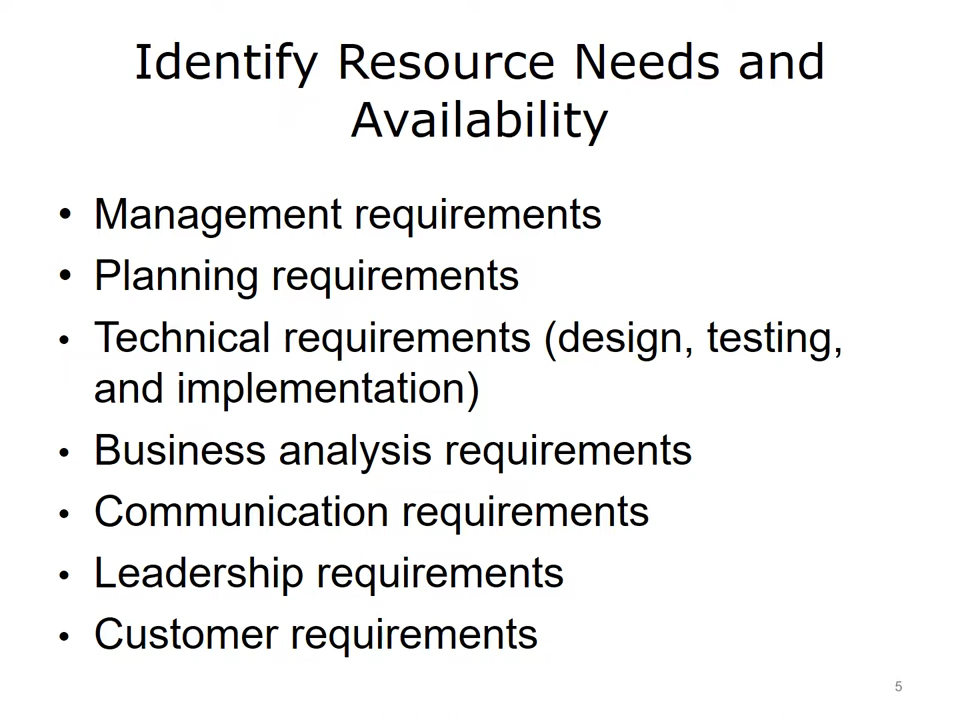 Identify Resource Needs and
Availability
• Management requirements
• Planning requirements
• Technical requirements (design, testing,
and implementation)
• Business analysis requirements
• Communication requirements
• Leadership requirements
• Customer requirements
5